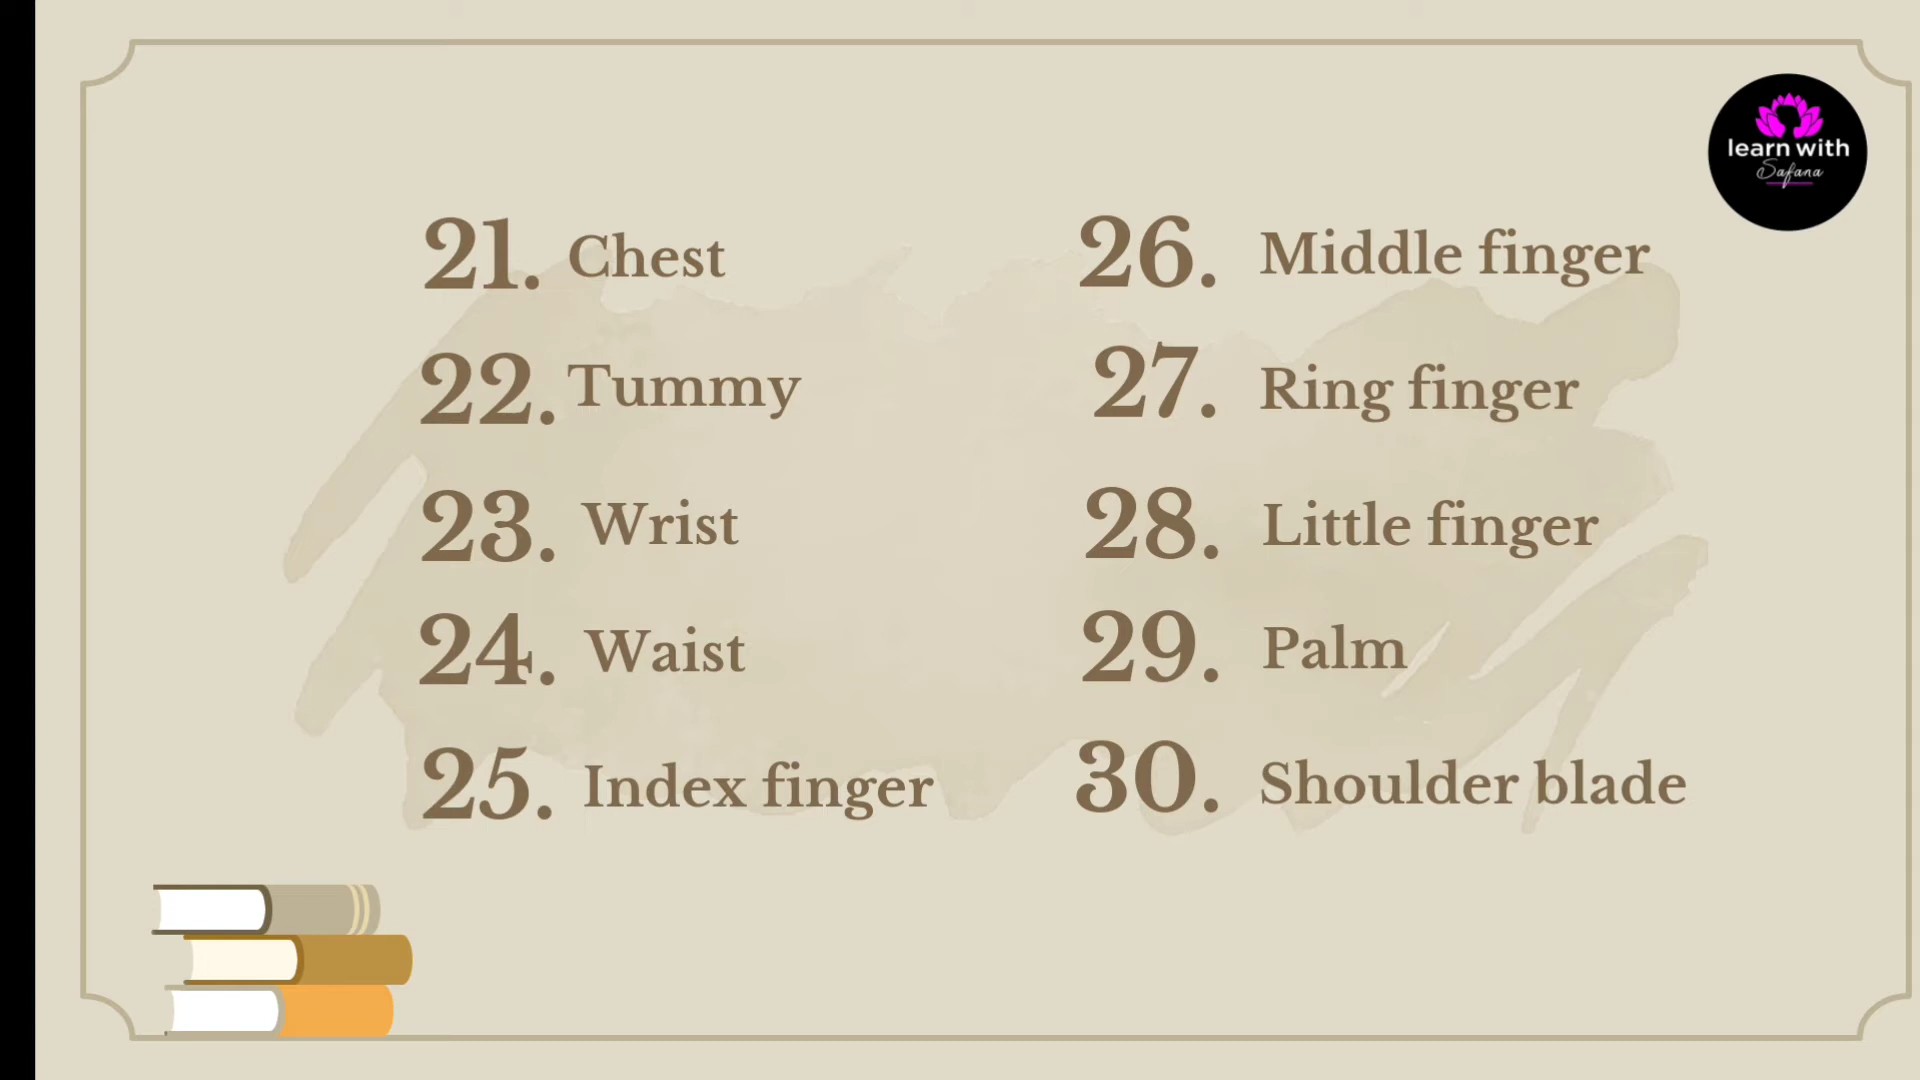 learn with
Safana
21. Chest
22. Tummy
23. Wrist
24. Waist
25. Index finger
26. Middle finger
27. Ring finger
28. Little finger
29. Palm
30. Shoulder blade